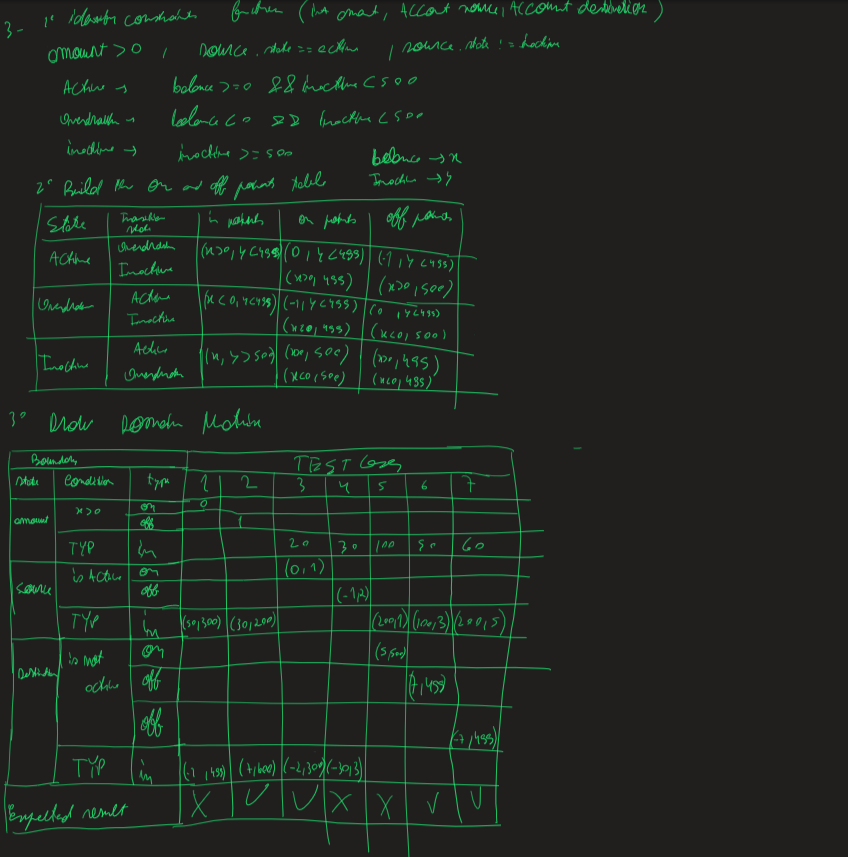 3- 1º identify constraints function (int amount, Account source, Account destination)
amount > 0 , source.state == active , source.state != inactive
Active → balance >= 0 && inactive < 500
Overdrawn → balance < 0 && inactive < 500
inactive → inactive >= 500 balance → x
2º Build the on and off points table Inactive → y
State Transition state in points on points off points
Active Overdrawn (x>0, y<499) (0, y<499) (-1, y<499)
Inactive (x>0, 499) (x>0, 500)
Overdrawn Active (x<0, y<499) (-1, y<499) (0, y<499)
Inactive (x<0, 499) (x<0, 500)
Inactive Active (x, y>500) (x>0, 500) (x>0, 499)
Overdrawn (x<0, 500) (x<0, 499)
3º Draw Domain Matrix
Boundary TEST Cases
state Condition type 1 2 3 4 5 6 7
amount x>0 on 0
off 1
TYP in 20 30 100 50 60
source is Active on (0,1)
off (-1,2)
TYP in (50,300) (30,200) (200,1) (100,3) (200,5)
Destination is not active on (5,500)
off (7,499)
off (-7,499)
TYP in (-1,499) (7,600) (-2,300) (-30,3)
Expected result X V V X X V V